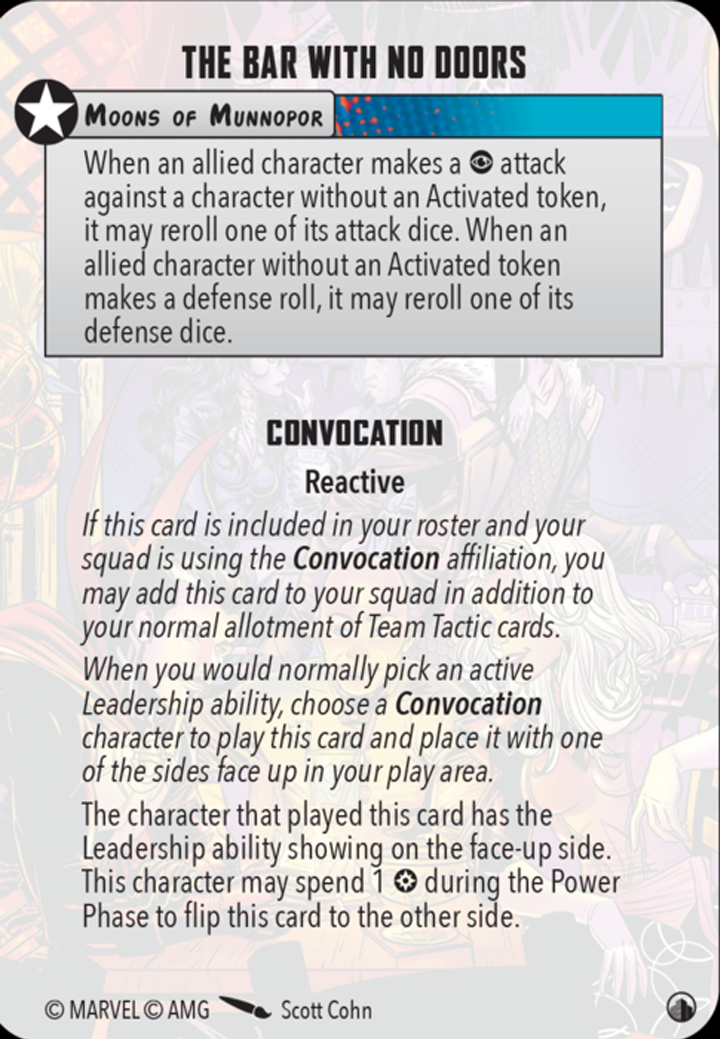 THE BAR WITH NO DOORS
MOONS OF MUNNOPOR
When an allied character makes a attack
against a character without an Activated token,
it may reroll one of its attack dice. When an
allied character without an Activated token
makes a defense roll, it may reroll one of its
defense dice.
CONVOCATION
Reactive
If this card is included in your roster and your
squad is using the Convocation affiliation, you
may add this card to your squad in addition to
your normal allotment of Team Tactic cards.
When you would normally pick an active
Leadership ability, choose a Convocation
character to play this card and place it with one
of the sides face up in your play area.
The character that played this card has the
Leadership ability showing on the face-up side.
This character may spend 1 during the Power
Phase to flip this card to the other side.
© MARVEL © AMG Scott Cohn